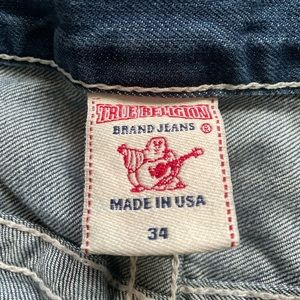 TRUE RELIGION
BRAND JEANS ®
MADE IN USA
34